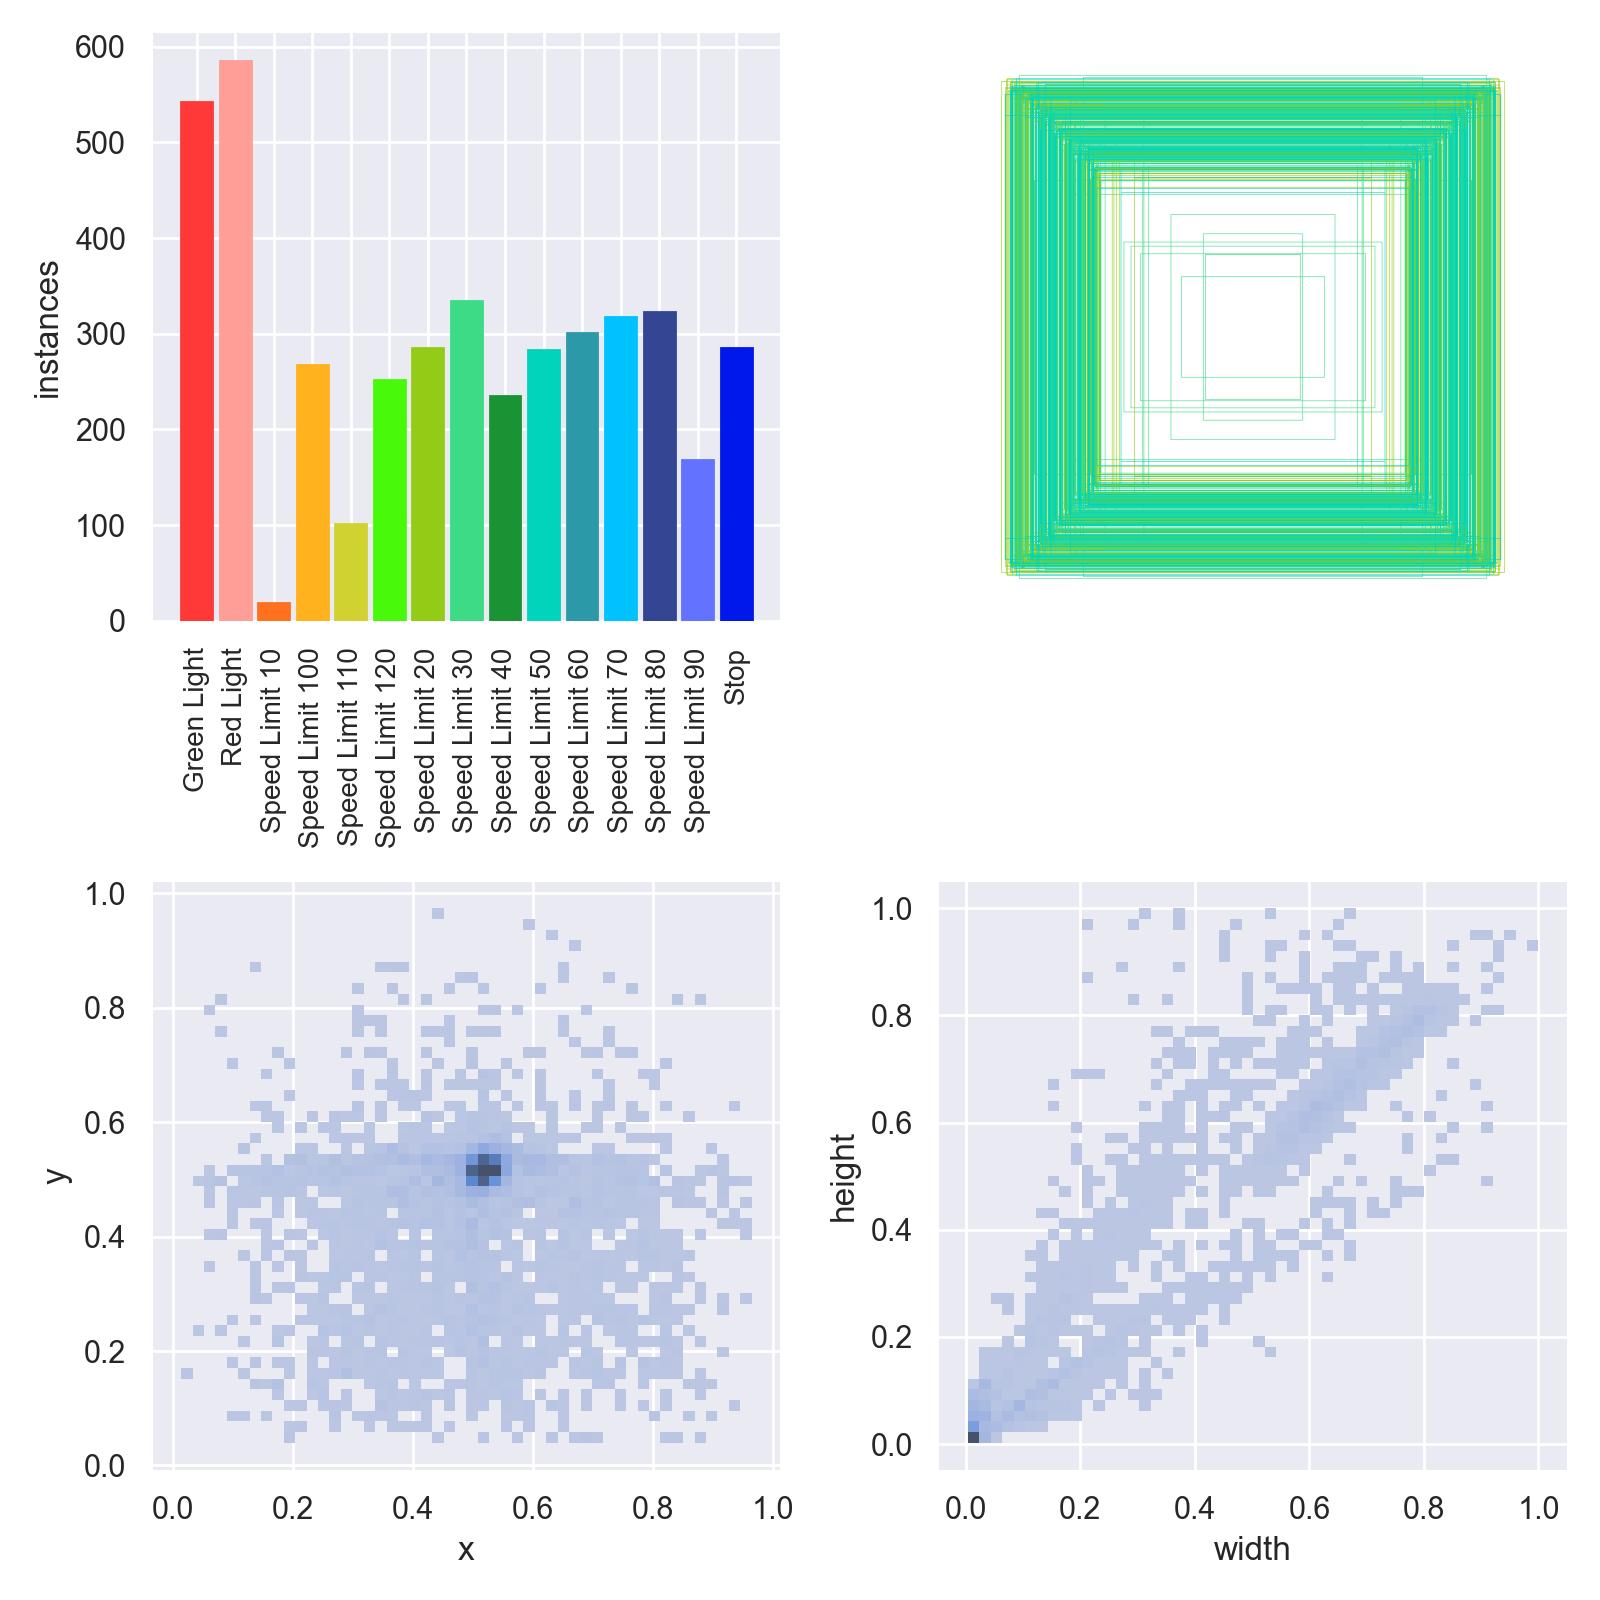 600
500
400
300
200
100
0
instances
Green Light
Red Light
Speed Limit 10
Speed Limit 100
Speed Limit 110
Speed Limit 120
Speed Limit 20
Speed Limit 30
Speed Limit 40
Speed Limit 50
Speed Limit 60
Speed Limit 70
Speed Limit 80
Speed Limit 90
Stop
1.0
0.8
0.6
0.4
0.2
0.0
y
0.0 0.2 0.4 0.6 0.8 1.0
x
1.0
0.8
0.6
0.4
0.2
0.0
height
0.0 0.2 0.4 0.6 0.8 1.0
width